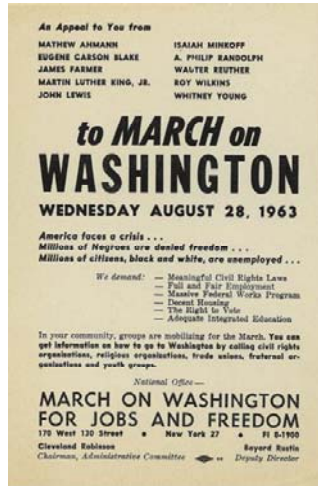 An Appeal to You from
MATHEW AHMANN ISAIAH MINKOFF
EUGENE CARSON BLAKE A. PHILIP RANDOLPH
JAMES FARMER WALTER REUTHER
MARTIN LUTHER KING, JR. ROY WILKINS
JOHN LEWIS WHITNEY YOUNG
to MARCH on
WASHINGTON
WEDNESDAY AUGUST 28, 1963
America faces a crisis . . .
Millions of Negroes are denied freedom . . .
Millions of citizens, black and white, are unemployed . . .
We demand: — Meaningful Civil Rights Laws
— Full and Fair Employment
— Massive Federal Works Program
— Decent Housing
— The Right to Vote
— Adequate Integrated Education
In your community, groups are mobilizing for the March. You can
get information on how to go to Washington by calling civil rights
organizations, religious organizations, trade unions, fraternal or-
ganizations and youth groups.
National Office—
MARCH ON WASHINGTON
FOR JOBS AND FREEDOM
170 West 130 Street • New York 27 • FI 8-1900
Cleveland Robinson Bayard Rustin
Chairman, Administrative Committee Deputy Director